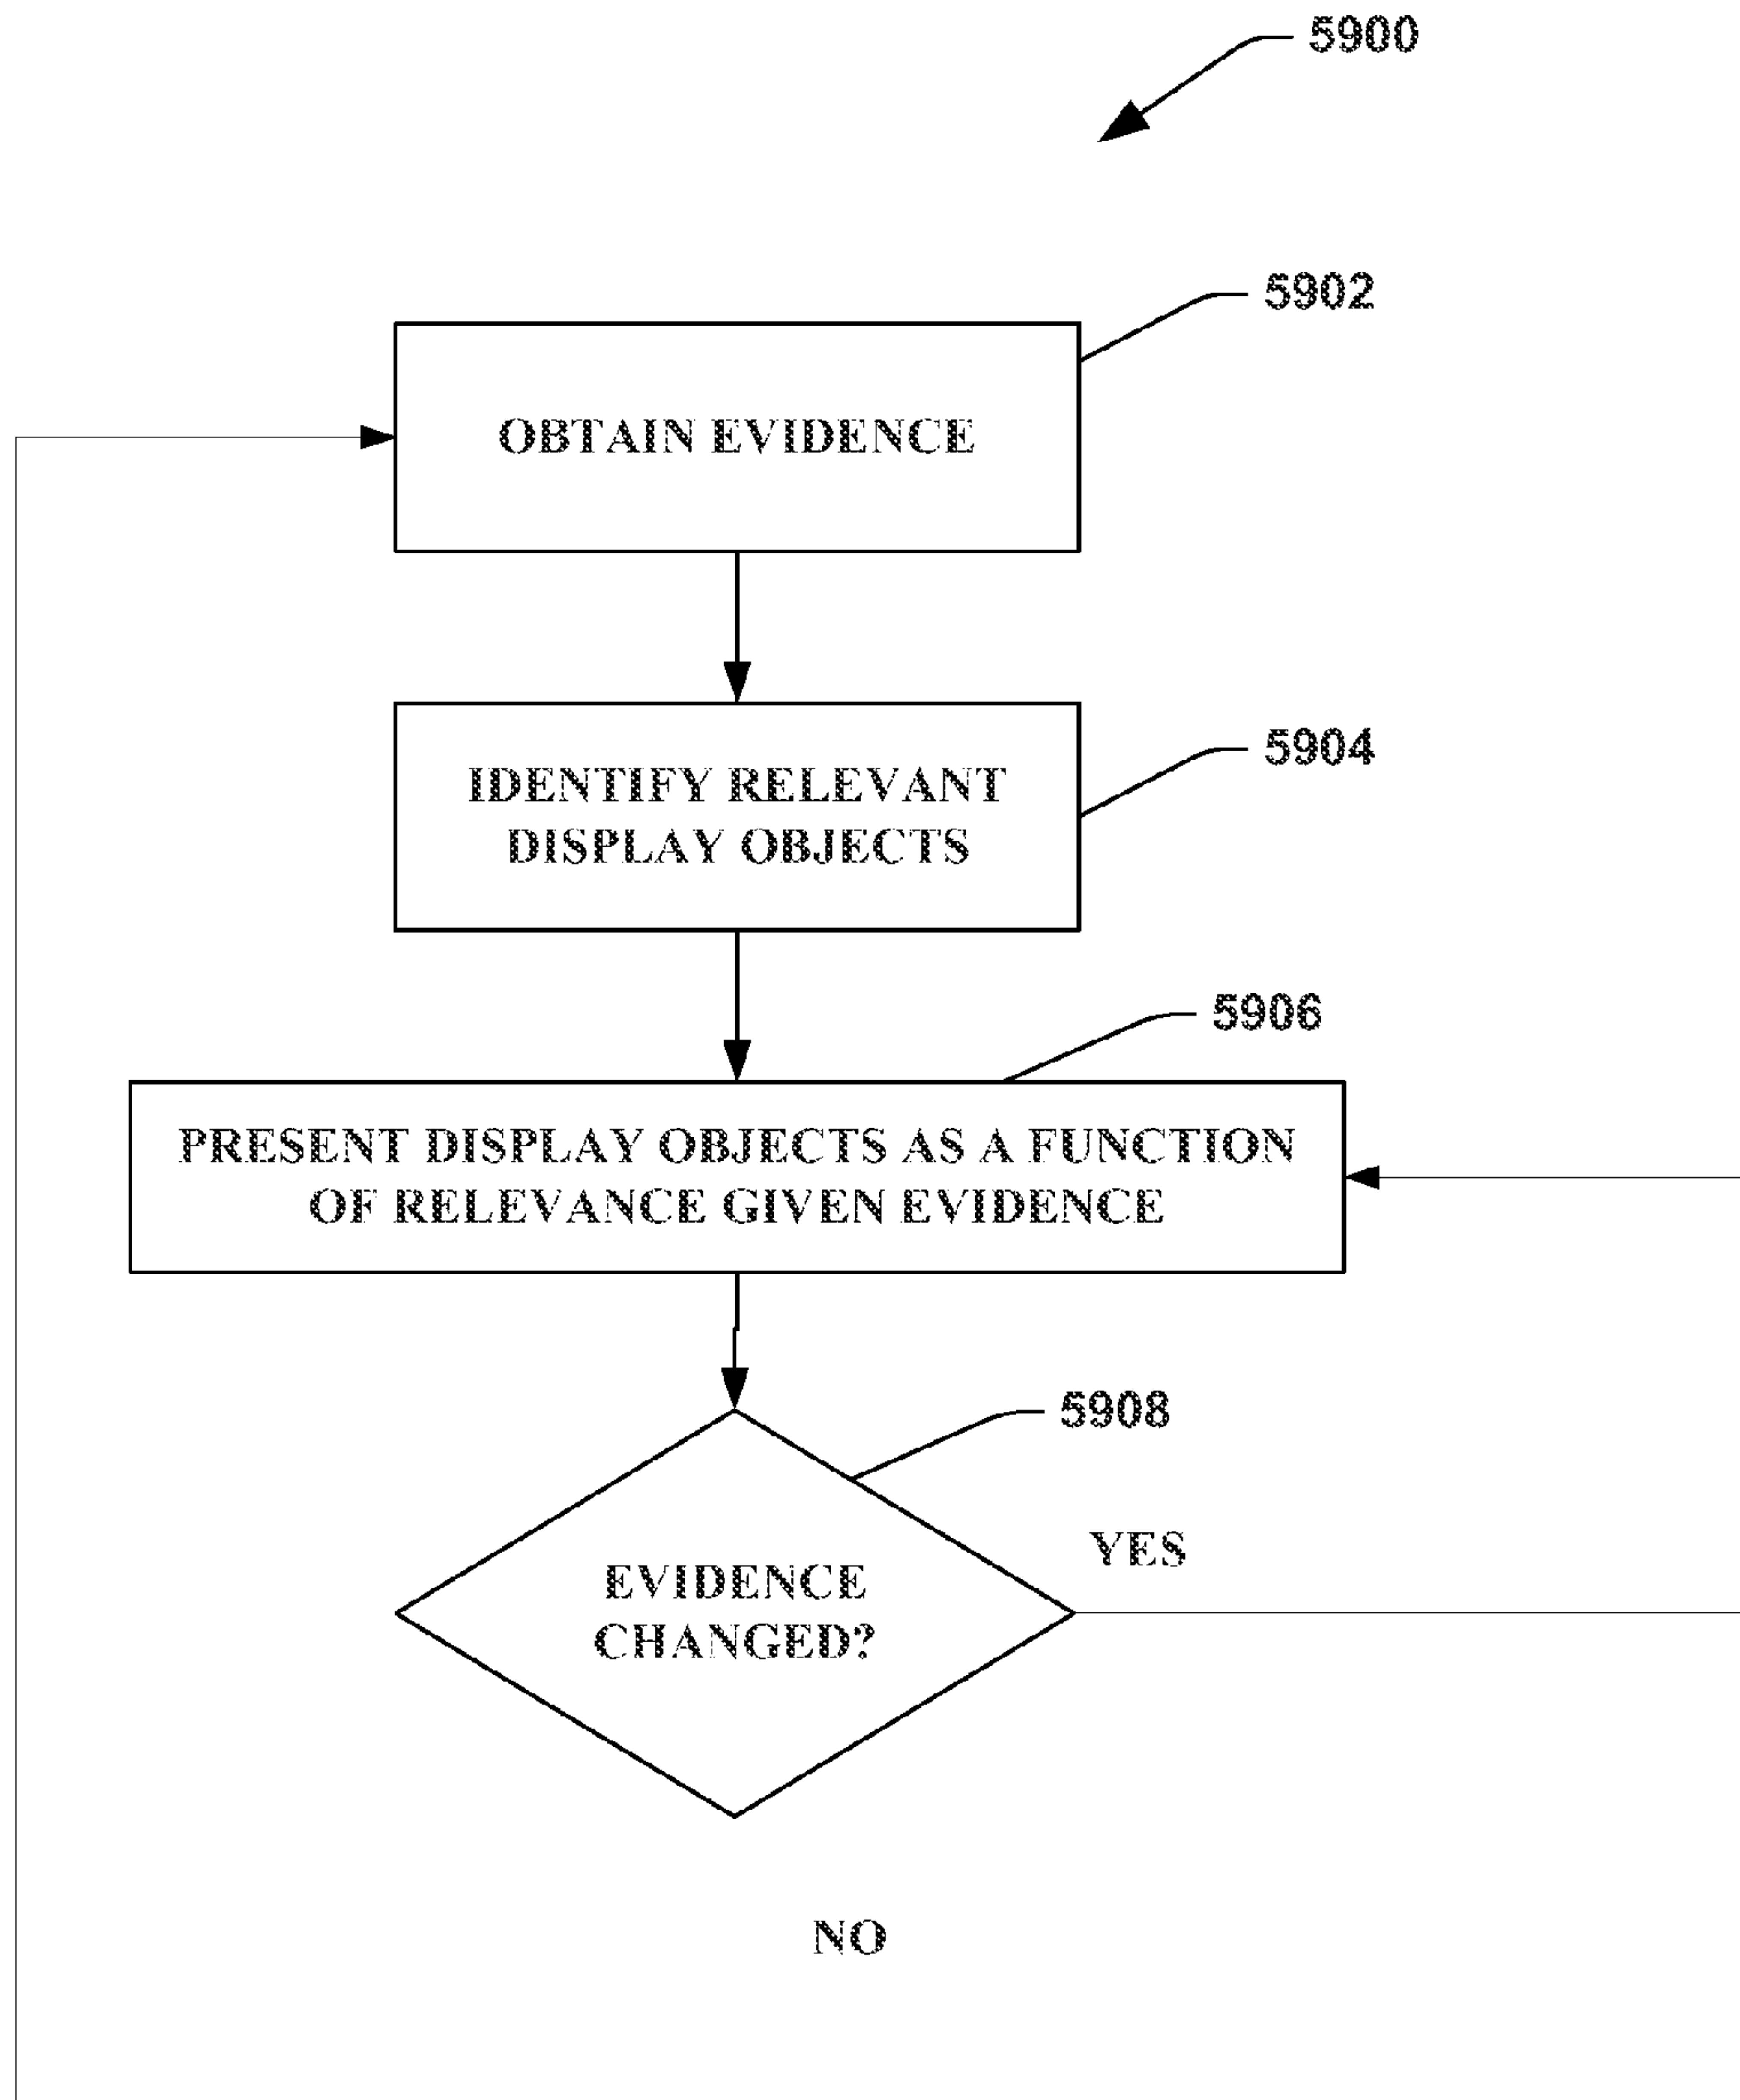 5900
5902
OBTAIN EVIDENCE
5904
IDENTIFY RELEVANT
DISPLAY OBJECTS
5906
PRESENT DISPLAY OBJECTS AS A FUNCTION
OF RELEVANCE GIVEN EVIDENCE
5908
YES
EVIDENCE
CHANGED?
NO